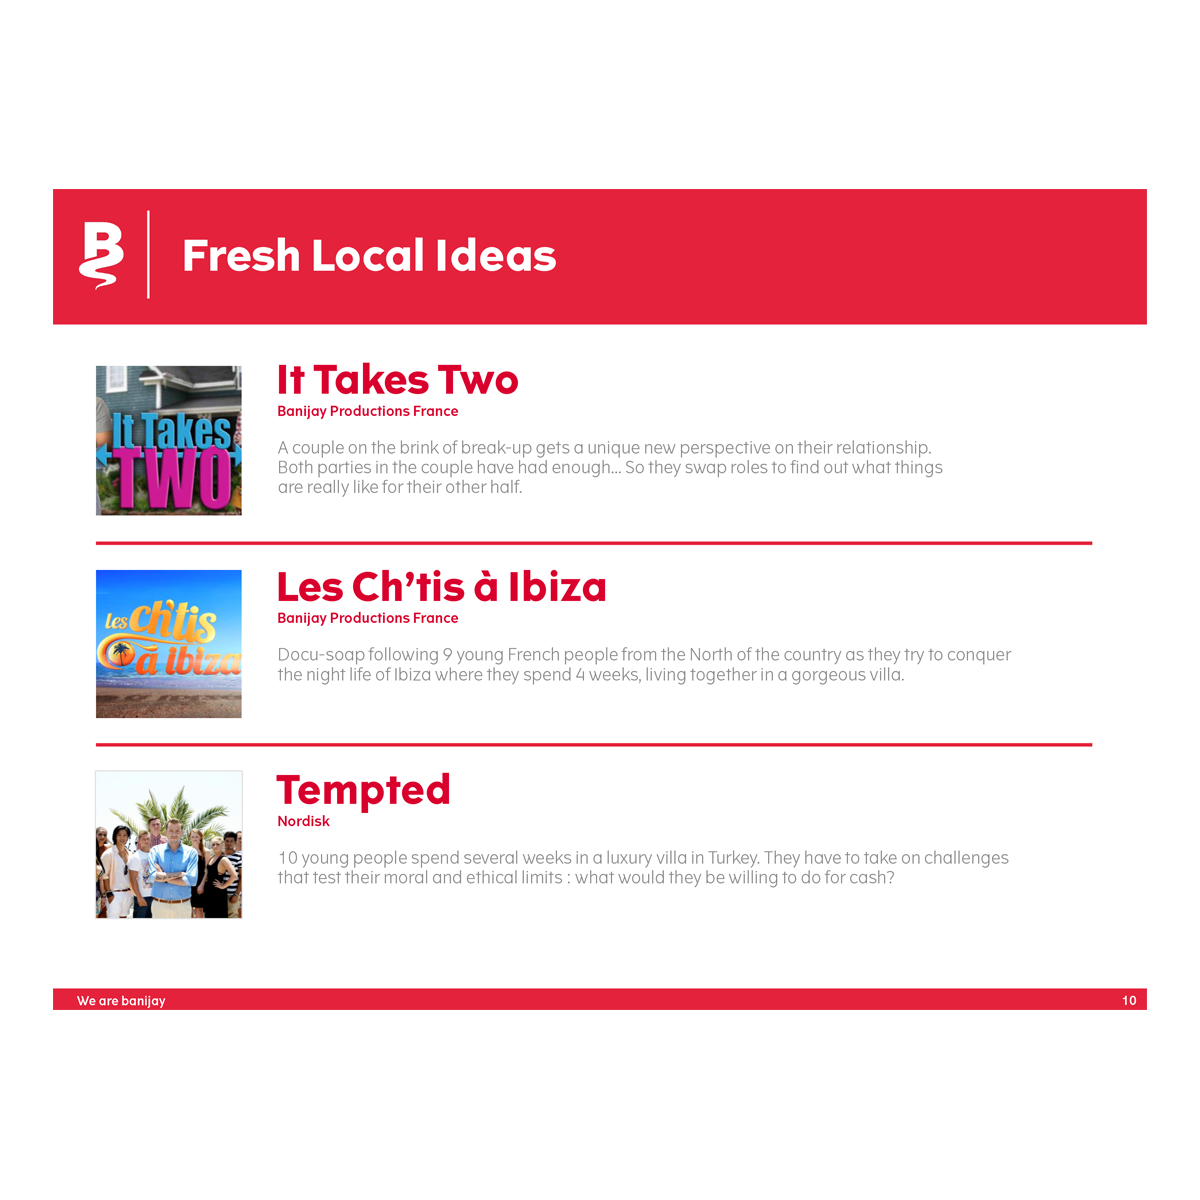 B
Fresh Local Ideas
It Takes
TWO
It Takes Two
Banijay Productions France
A couple on the brink of break-up gets a unique new perspective on their relationship.
Both parties in the couple have had enough... So they swap roles to find out what things
are really like for their other half.
les ch'tis
à ibiza
Les Ch’tis à Ibiza
Banijay Productions France
Docu-soap following 9 young French people from the North of the country as they try to conquer
the night life of Ibiza where they spend 4 weeks, living together in a gorgeous villa.
Tempted
Nordisk
10 young people spend several weeks in a luxury villa in Turkey. They have to take on challenges
that test their moral and ethical limits : what would they be willing to do for cash?
We are banijay
10